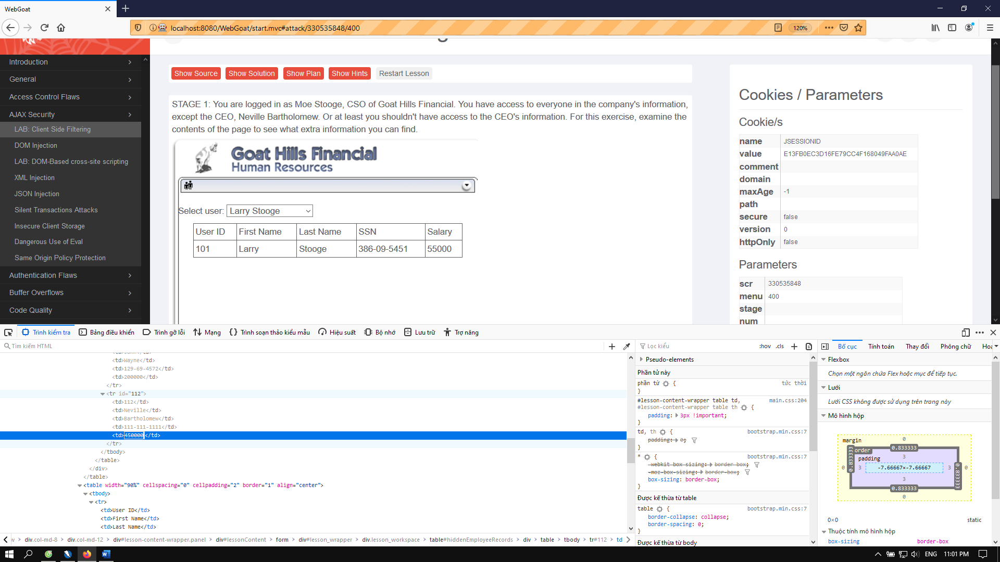 WebGoat
localhost:8080/WebGoat/start.mvc#attack/330535848/400
120%
Introduction
General
Access Control Flaws
AJAX Security
LAB: Client Side Filtering
DOM Injection
LAB: DOM-Based cross-site scripting
XML Injection
JSON Injection
Silent Transactions Attacks
Insecure Client Storage
Dangerous Use of Eval
Same Origin Policy Protection
Authentication Flaws
Buffer Overflows
Code Quality
Show Source Show Solution Show Plan Show Hints Restart Lesson
STAGE 1: You are logged in as Moe Stooge, CSO of Goat Hills Financial. You have access to everyone in the company's information,
except the CEO, Neville Bartholomew. Or at least you shouldn't have access to the CEO's information. For this exercise, examine the
contents of the page to see what extra information you can find.
Goat Hills Financial
Human Resources
Select user: Larry Stooge
User ID First Name Last Name SSN Salary
101 Larry Stooge 386-09-5451 55000
Cookies / Parameters
Cookie/s
name JSESSIONID
value E13FB0EC3D16FE79CC4F168049FAA0AE
comment
domain
maxAge -1
path
secure false
version 0
httpOnly false
Parameters
scr 330535848
menu 400
stage
num
Trình kiểm tra Bảng điều khiển Trình gỡ lỗi Mạng {} Trình soạn thảo kiểu mẫu Hiệu suất Bộ nhớ Lưu trữ Trợ năng
Tìm kiếm HTML
<td>John</td>
<td>Wayne</td>
<td>129-69-4572</td>
<td>200000</td>
</tr>
<tr id="112">
<td>112</td>
<td>Neville</td>
<td>Bartholomew</td>
<td>111-111-1111</td>
<td>450000</td>
</tr>
</tbody>
</table>
</div>
</table>
<table width="90%" cellspacing="0" cellpadding="2" border="1" align="center">
<tbody>
<tr>
<td>User ID</td>
<td>First Name</td>
<td>Last Name</td>
div.col-md-8 div.col-md-12 div#lesson-content-wrapper.panel div#lessonContent form div#lesson_wrapper div.lesson_workspace table#hiddenEmployeeRecords div table tbody tr#112 td
Lọc kiểu :hov .cls
Pseudo-elements
Phần tử này
phần tử { tức thời
}
#lesson-content-wrapper table td, main.css:204
#lesson-content-wrapper table th {
padding: 3px !important;
}
td, th { bootstrap.min.css:7
padding: 0;
}
* { bootstrap.min.css:7
-webkit-box-sizing: border-box;
-moz-box-sizing: border-box;
box-sizing: border-box;
}
Được kế thừa từ table
table { bootstrap.min.css:7
border-collapse: collapse;
border-spacing: 0;
}
Được kế thừa từ body
Bố cục Tính toán Thay đổi Phông chữ Hoạ
Flexbox
Chọn một ngăn chứa Flex hoặc mục để tiếp tục.
Lưới
Lưới CSS không được sử dụng trên trang này
Mô hình hộp
margin 0
border 0.833333
padding 3
0 0.833333 3 -7.66667×-7.66667 3 0.833333 0
3
0.833333
0
0×0 static
Thuộc tính mô hình hộp
box-sizing border-box
ENG 11:01 PM